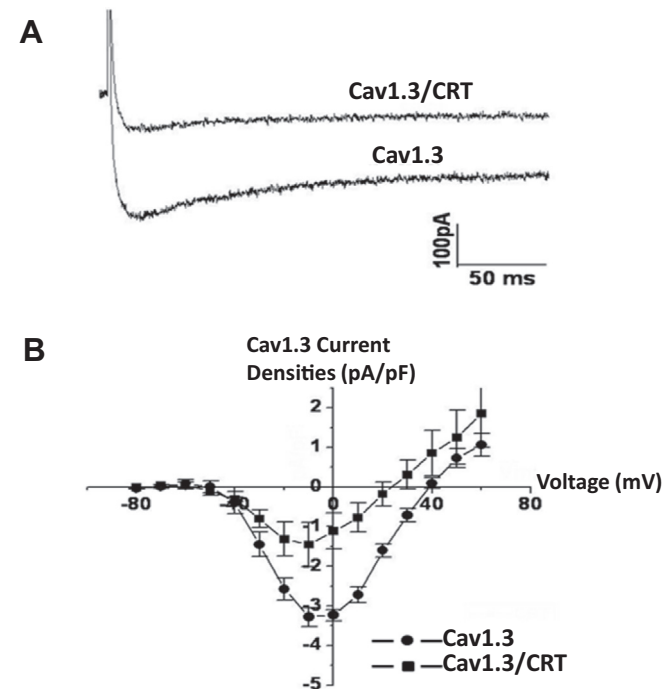 A
Cav1.3/CRT
Cav1.3
100pA
50 ms
B
Cav1.3 Current
Densities (pA/pF)
2
1
0
Voltage (mV)
-80
0
40
80
-1
-2
-3
-4
-5
Cav1.3
Cav1.3/CRT